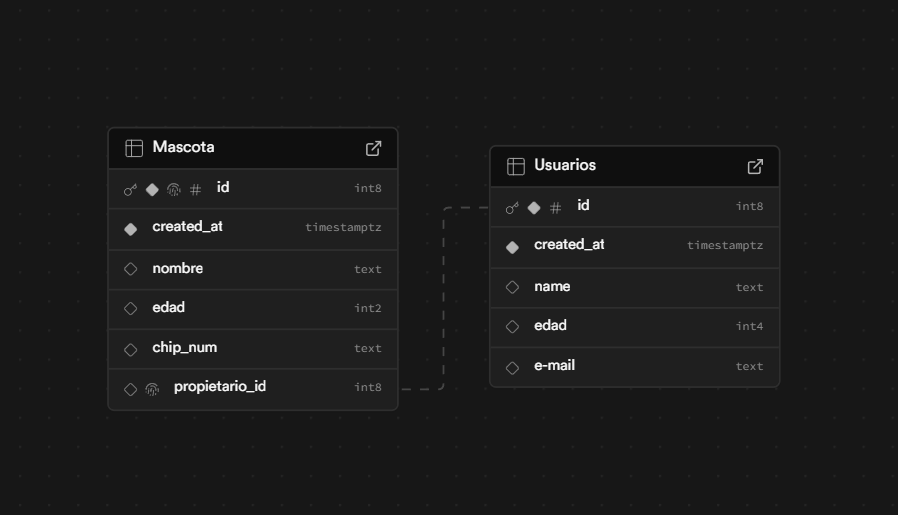 Mascota
id int8
created_at timestamptz
nombre text
edad int2
chip_num text
propietario_id int8
Usuarios
id int8
created_at timestamptz
name text
edad int4
e-mail text